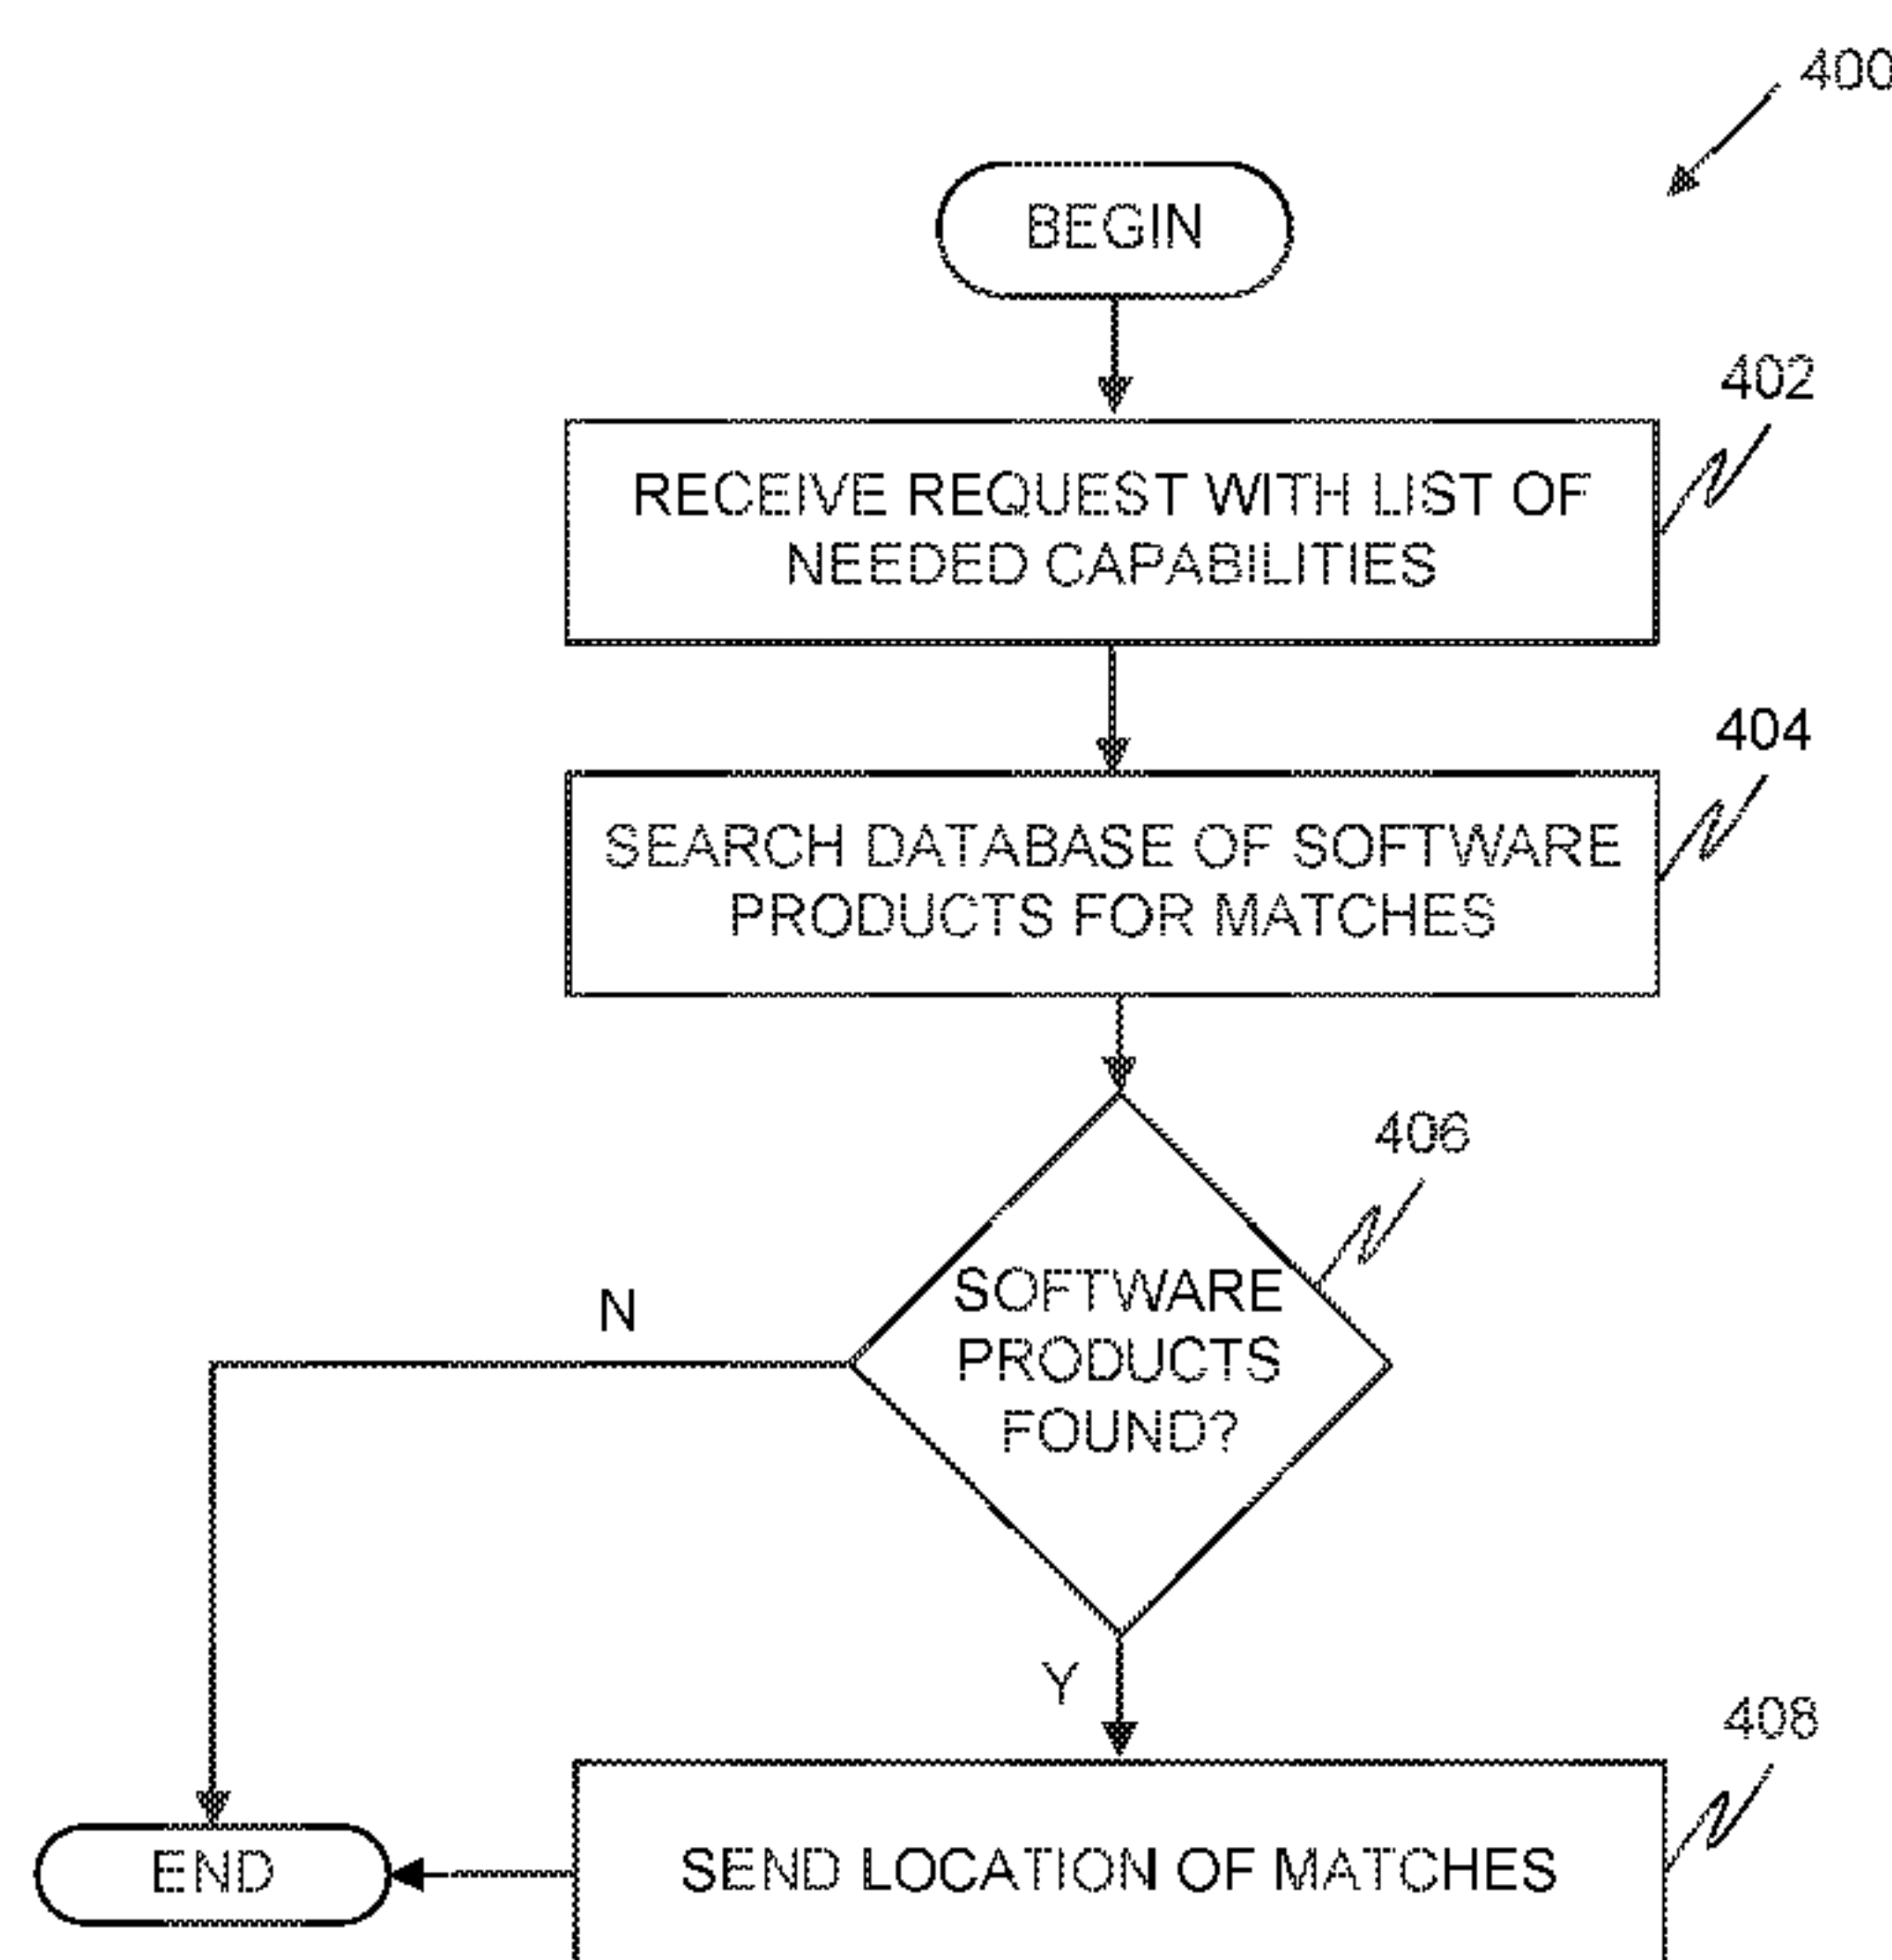 400
BEGIN
402
RECEIVE REQUEST WITH LIST OF
NEEDED CAPABILITIES
404
SEARCH DATABASE OF SOFTWARE
PRODUCTS FOR MATCHES
406
SOFTWARE
PRODUCTS
FOUND?
N
Y
408
END
SEND LOCATION OF MATCHES